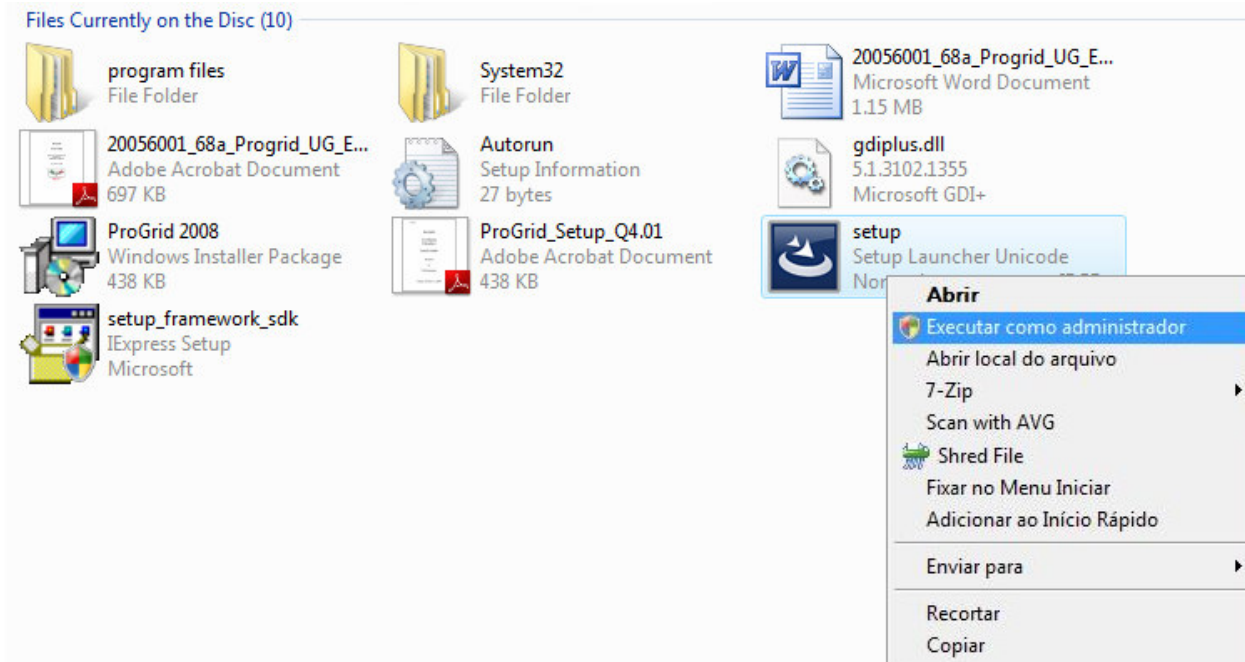 Files Currently on the Disc (10)
program files
File Folder
System32
File Folder
20056001_68a_Progrid_UG_E...
Microsoft Word Document
1.15 MB
20056001_68a_Progrid_UG_E...
Adobe Acrobat Document
697 KB
Autorun
Setup Information
27 bytes
gdiplus.dll
5.1.3102.1355
Microsoft GDI+
ProGrid 2008
Windows Installer Package
438 KB
ProGrid_Setup_Q4.01
Adobe Acrobat Document
438 KB
setup
Setup Launcher Unicode
setup_framework_sdk
IExpress Setup
Microsoft
Abrir
Executar como administrador
Abrir local do arquivo
7-Zip
Scan with AVG
Shred File
Fixar no Menu Iniciar
Adicionar ao Início Rápido
Enviar para
Recortar
Copiar